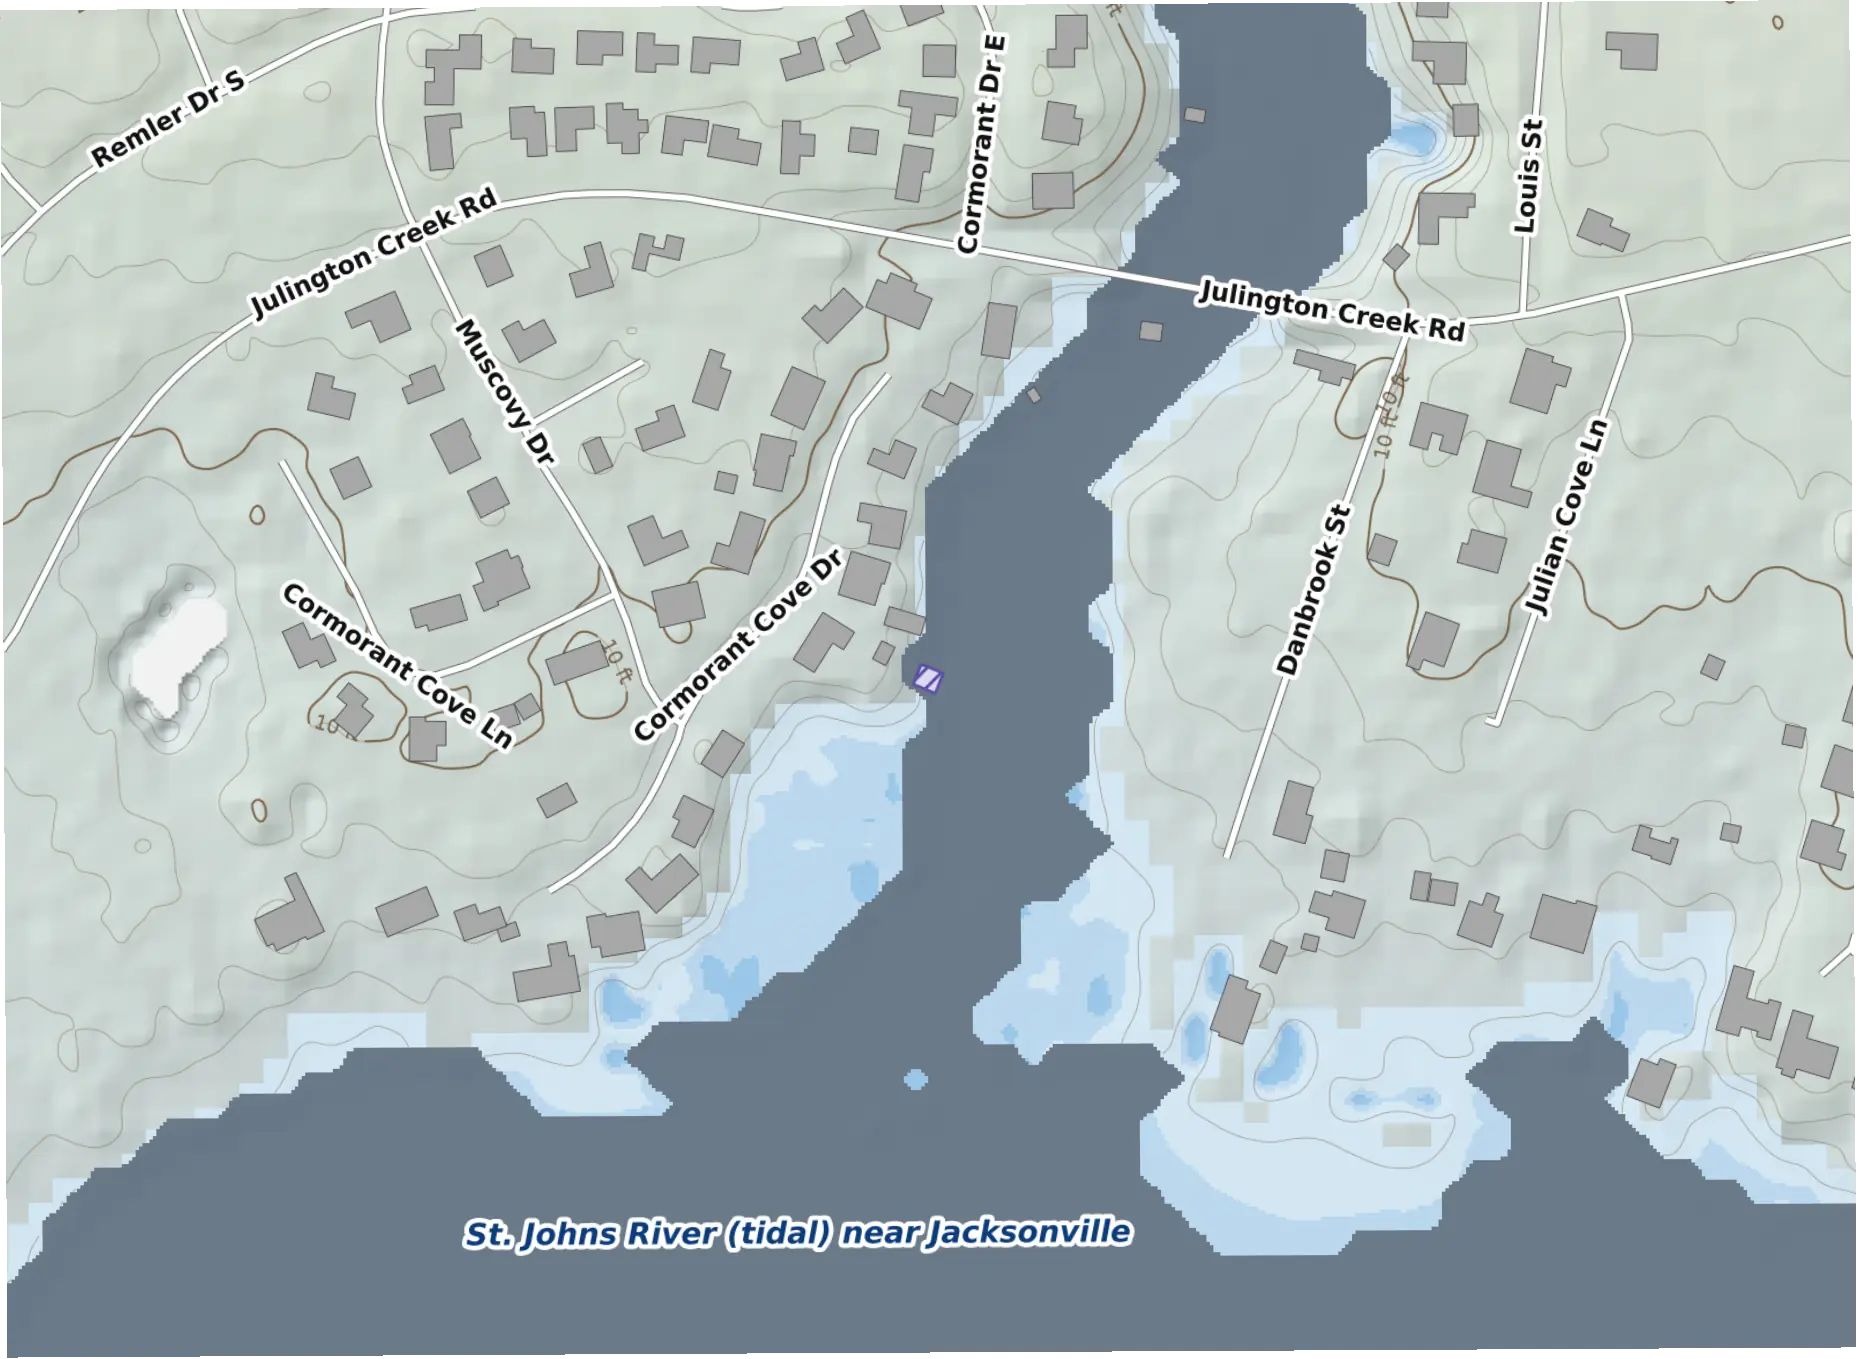 ft
Remler Dr S
Cormorant Dr E
Louis St
Julington Creek Rd
Julington Creek Rd
Muscovy Dr
10 ft
10 ft
Julian Cove Ln
Danbrook St
Cormorant Cove Dr
Cormorant Cove Ln
10 ft
10
St. Johns River (tidal) near Jacksonville